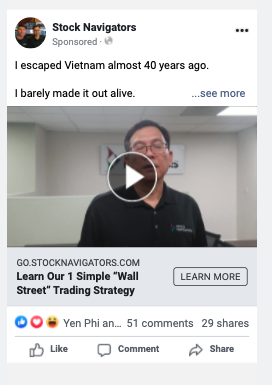 Stock Navigators
Sponsored ·
I escaped Vietnam almost 40 years ago.
I barely made it out alive.
...see more
GO.STOCKNAVIGATORS.COM
Learn Our 1 Simple “Wall
Street” Trading Strategy
LEARN MORE
Yen Phi an... 51 comments 29 shares
Like Comment Share